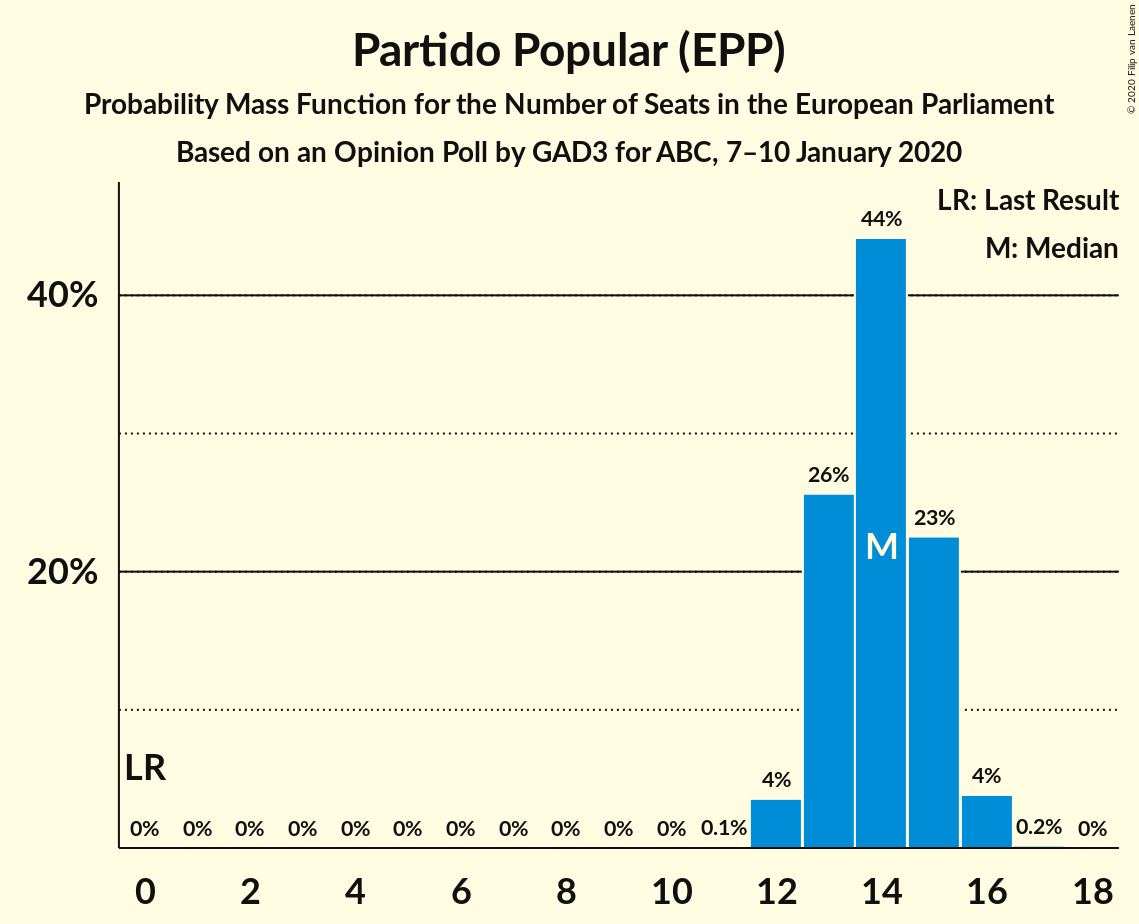 Partido Popular (EPP)
Probability Mass Function for the Number of Seats in the European Parliament
Based on an Opinion Poll by GAD3 for ABC, 7–10 January 2020
© 2020 Filip van Laenen
LR: Last Result
M: Median
40%
20%
LR
0% 0% 0% 0% 0% 0% 0% 0% 0% 0% 0% 0.1% 4% 26% 44% 23% 4% 0.2% 0%
M
0 2 4 6 8 10 12 14 16 18